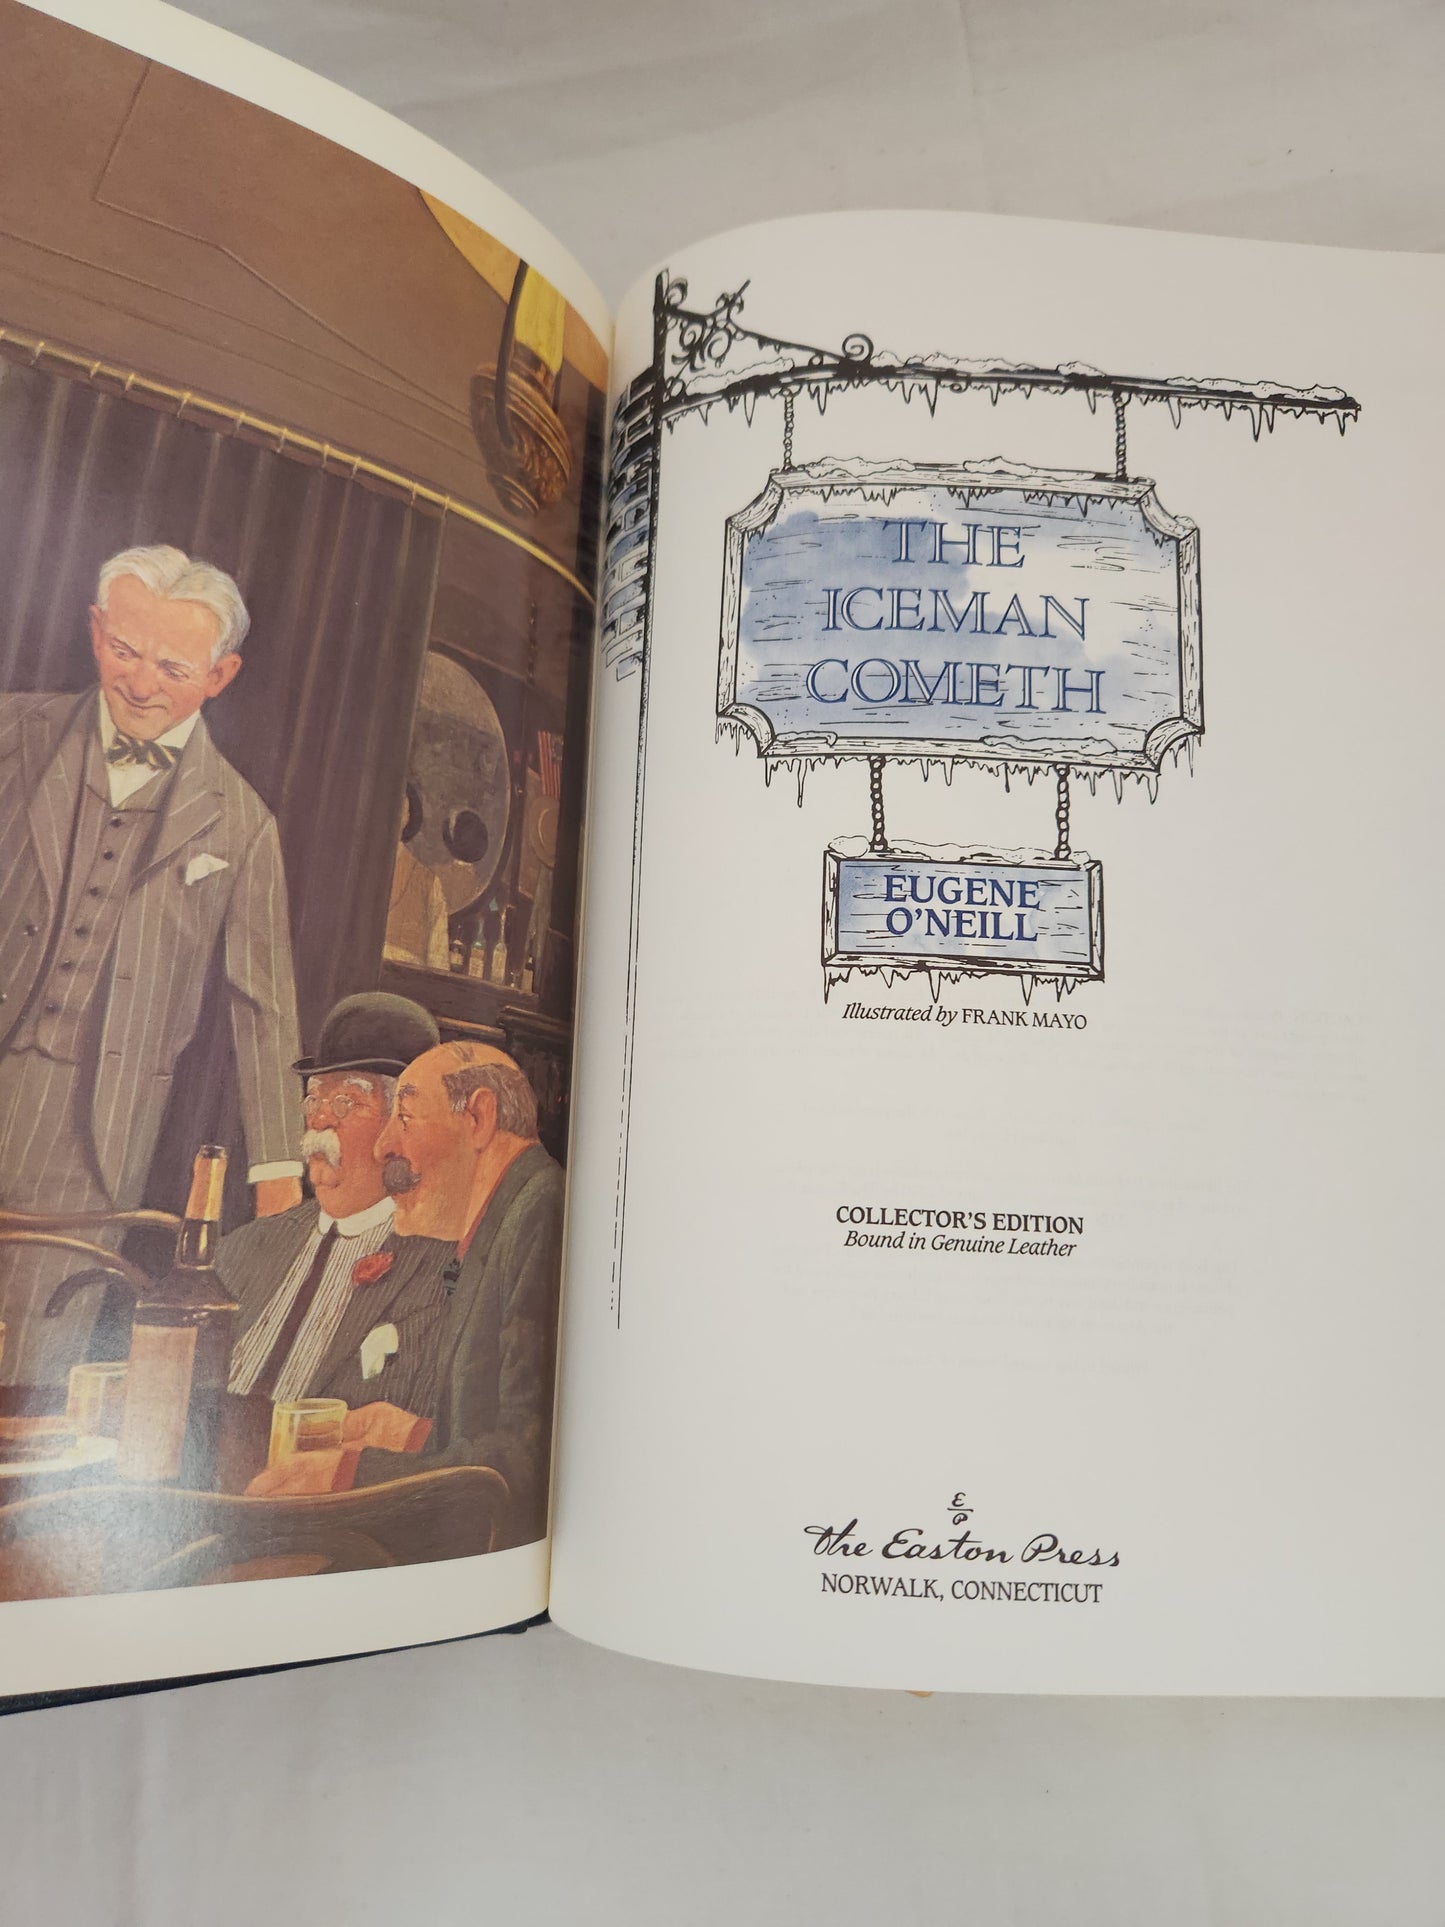 THE
ICEMAN
COMETH
EUGENE
O'NEILL
Illustrated by FRANK MAYO
COLLECTOR'S EDITION
Bound in Genuine Leather
E
P
The Easton Press
NORWALK, CONNECTICUT